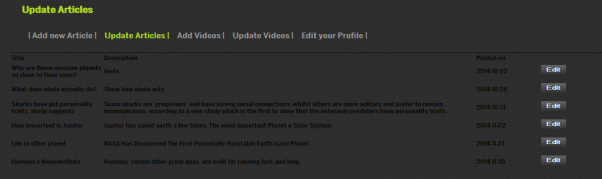 Update Articles
| Add new Article | Update Articles | Add Videos | Update Videos | Edit your Profile |
Title Description Posted on
Why are these massive planets so close to their suns? teste 2014-10-23 Edit
What does ebola actually do? Show how ebola acts 2014-10-29 Edit
Sharks have got personality traits, study suggests Some sharks are 'gregarious' and have strong social connections, whilst others are more solitary and prefer to remain inconspicuous, according to a new study which is the first to show that the notorious predators have personality traits. 2014-10-31 Edit
How important is Jupiter Jupiter has saved earth a few times. The most important Planet o Solar System 2014-11-02 Edit
Life in other planet NASA Has Discovered The First Potentially Habitable Earth sized Planet 2014-11-21 Edit
Humans x Neanderthals Humans, versus other great apes, are built for running fast and long. 2014-11-26 Edit